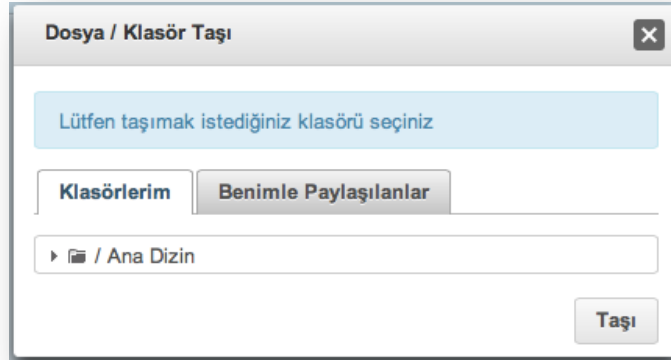 Dosya / Klasör Taşı
Lütfen taşımak istediğiniz klasörü seçiniz
Klasörlerim
Benimle Paylaşılanlar
/ Ana Dizin
Taşı